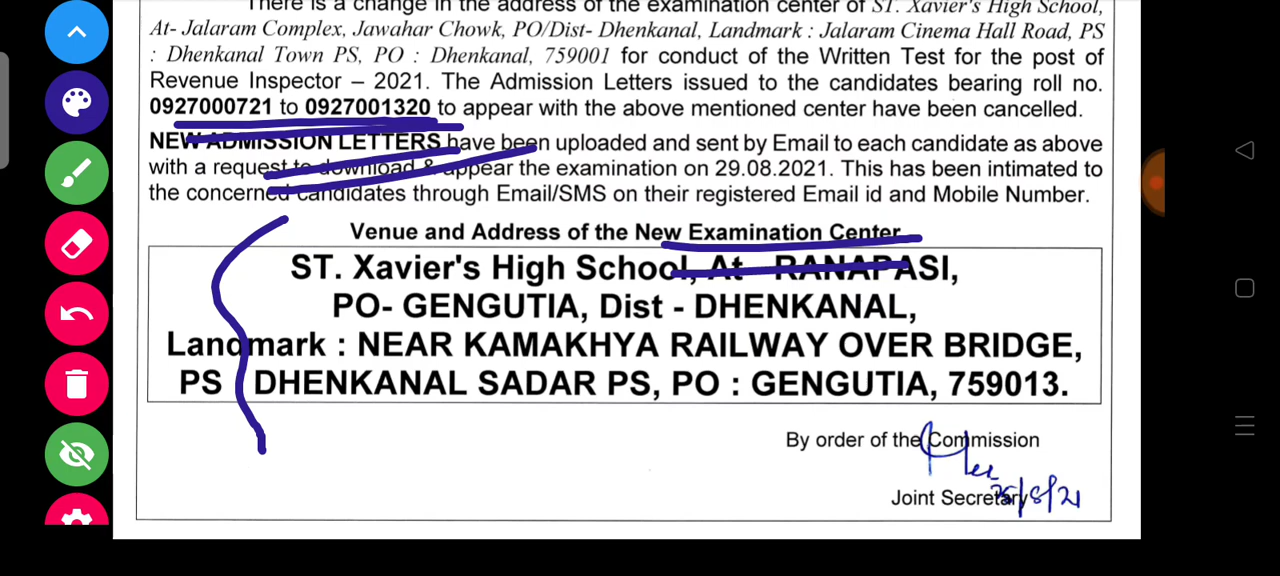 There is a change in the address of the examination center of ST. Xavier's High School,
At- Jalaram Complex, Jawahar Chowk, PO/Dist- Dhenkanal, Landmark : Jalaram Cinema Hall Road, PS
: Dhenkanal Town PS, PO : Dhenkanal, 759001 for conduct of the Written Test for the post of
Revenue Inspector – 2021. The Admission Letters issued to the candidates bearing roll no.
0927000721 to 0927001320 to appear with the above mentioned center have been cancelled.
NEW ADMISSION LETTERS have been uploaded and sent by Email to each candidate as above
with a request to download & appear the examination on 29.08.2021. This has been intimated to
the concerned candidates through Email/SMS on their registered Email id and Mobile Number.
Venue and Address of the New Examination Center
ST. Xavier's High School, At - RANAPASI,
PO- GENGUTIA, Dist - DHENKANAL,
Landmark : NEAR KAMAKHYA RAILWAY OVER BRIDGE,
PS DHENKANAL SADAR PS, PO : GENGUTIA, 759013.
By order of the Commission
Joint Secretary
/8/21